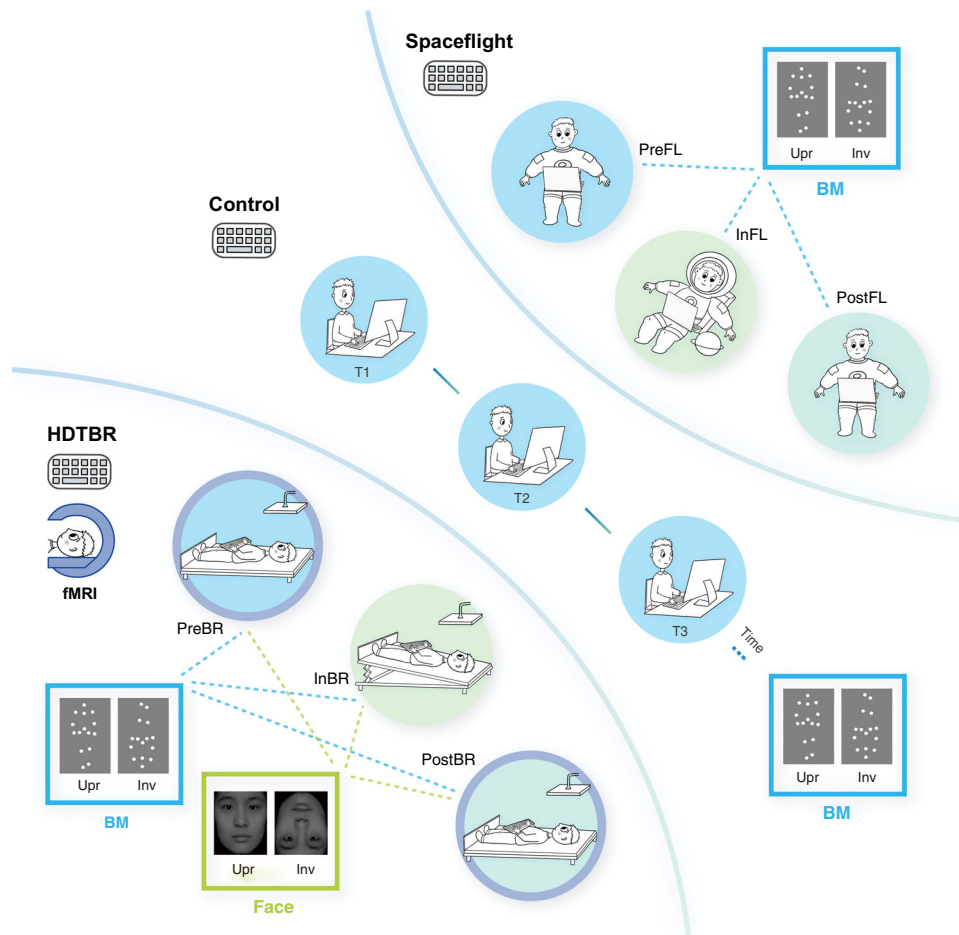 Spaceflight
PreFL
InFL
PostFL
Upr Inv
BM
Control
T1
T2
T3
Time
Upr Inv
BM
HDTBR
fMRI
PreBR
InBR
PostBR
Upr Inv
BM
Upr Inv
Face